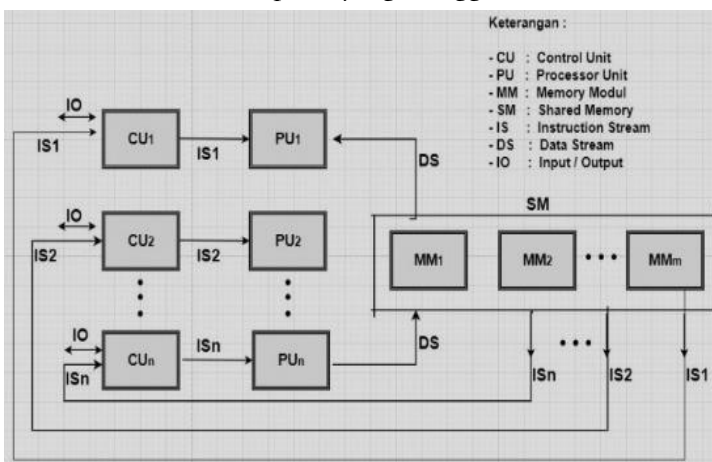 Keterangan :
- CU : Control Unit
- PU : Processor Unit
- MM : Memory Modul
- SM : Shared Memory
- IS : Instruction Stream
- DS : Data Stream
- IO : Input / Output
IO
IS1
CU1
IS1
PU1
DS
SM
IO
IS2
CU2
IS2
PU2
MM1
MM2
MMm
IO
ISn
CUn
ISn
PUn
DS
ISn
IS2
IS1